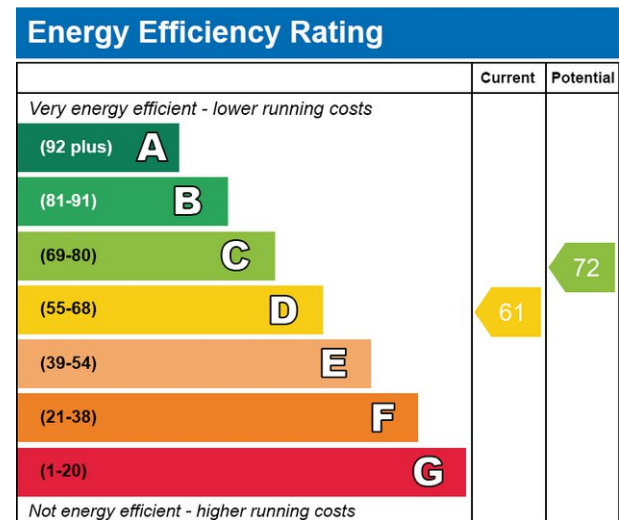 Energy Efficiency Rating
Current Potential
Very energy efficient - lower running costs
(92 plus) A
(81-91) B
(69-80) C
72
(55-68) D
61
(39-54) E
(21-38) F
(1-20) G
Not energy efficient - higher running costs